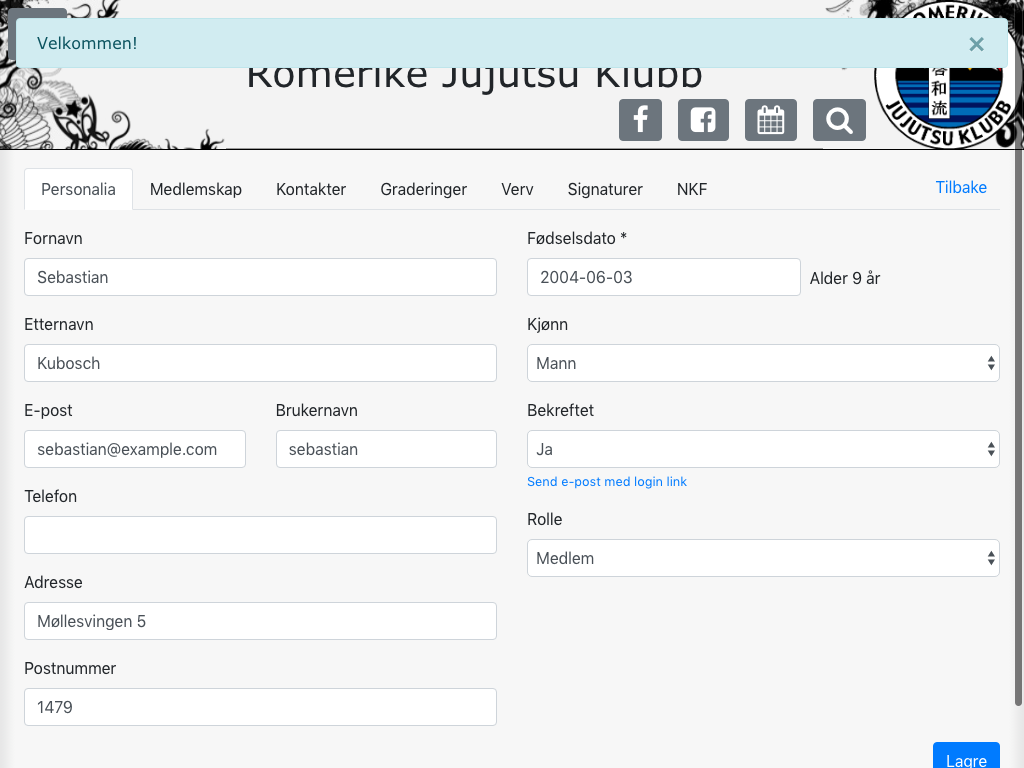 Velkommen! ×
Romerike Jujutsu Klubb
JUJUTSU KLUBB
和
流
Personalia Medlemskap Kontakter Graderinger Verv Signaturer NKF Tilbake
Fornavn
Sebastian
Etternavn
Kubosch
E-post Brukernavn
sebastian@example.com sebastian
Telefon
Adresse
Møllesvingen 5
Postnummer
1479
Fødselsdato *
2004-06-03 Alder 9 år
Kjønn
Mann
Bekreftet
Ja
Send e-post med login link
Rolle
Medlem
Lagre